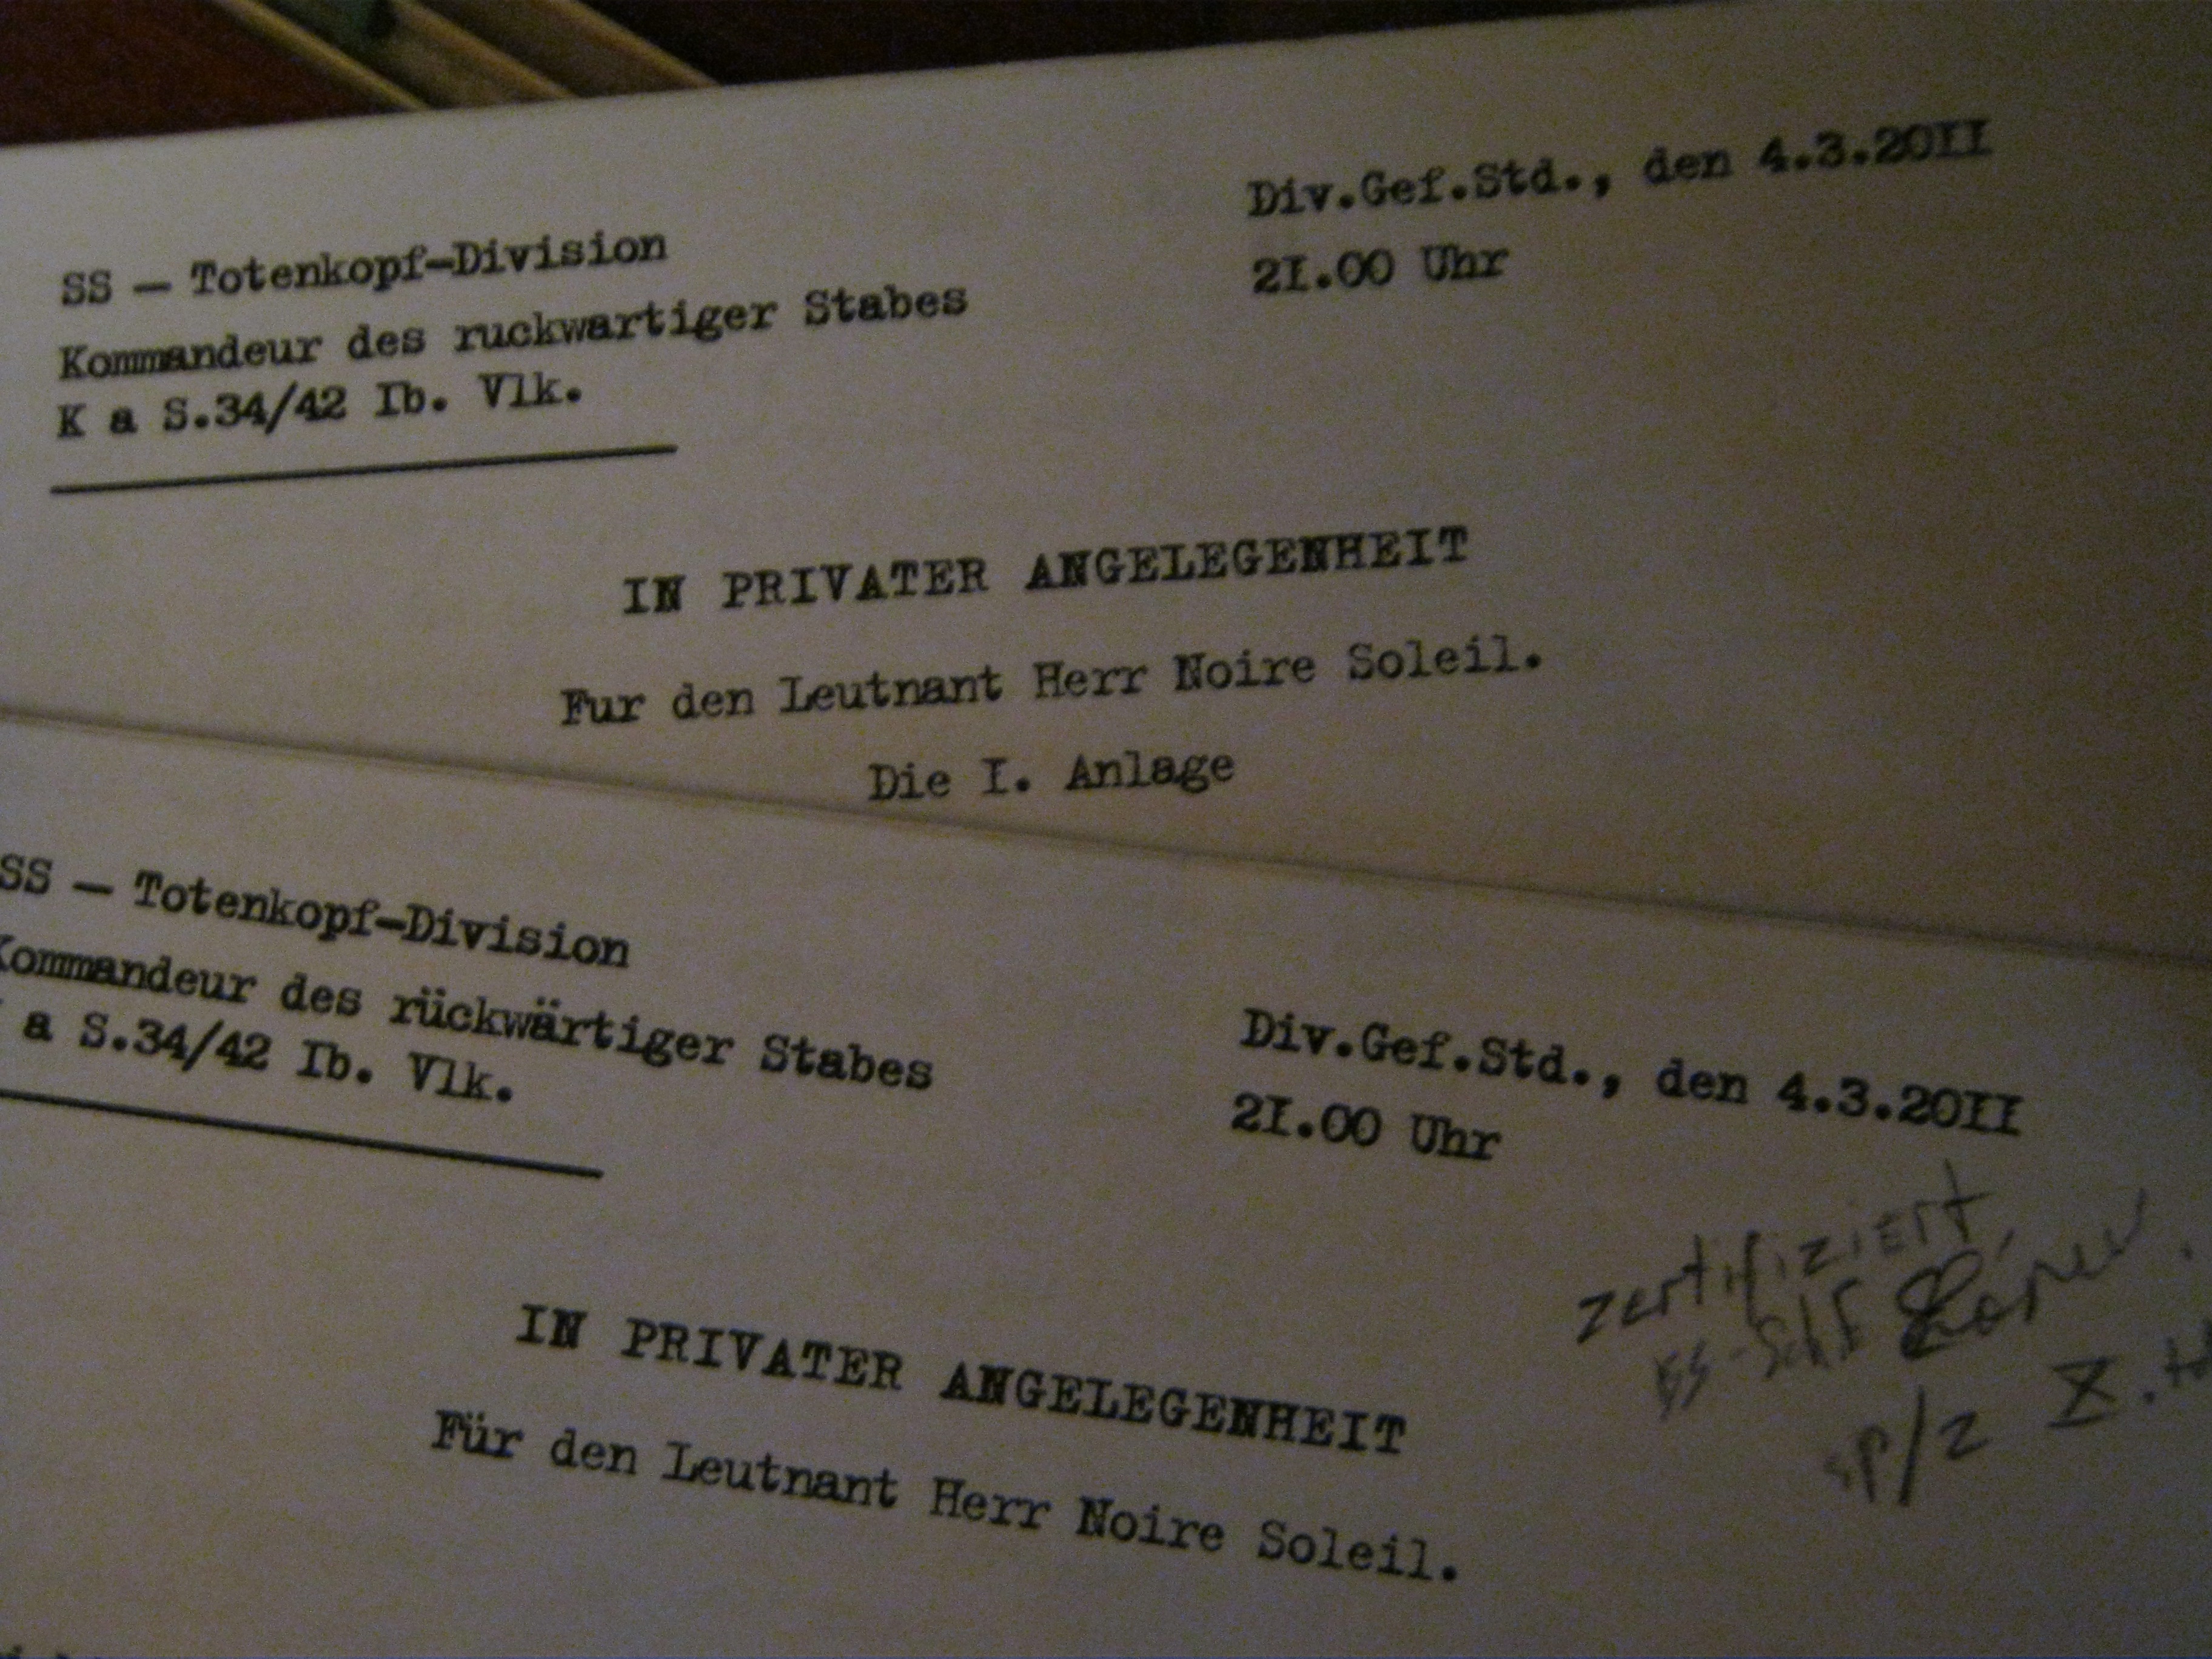 Div.Gef.Std., den 4.3.20II
21.00 Uhr
SS — Totenkopf-Division
Kommandeur des ruckwartiger Stabes
K a S.34/42 Ib. Vlk.
IN PRIVATER ANGELEGENHEIT
Fur den Leutnant Herr Noire Soleil.
Die I. Anlage
SS — Totenkopf-Division
Kommandeur des rückwärtiger Stabes
a S.34/42 Ib. Vlk.
Div.Gef.Std., den 4.3.20II
2I.00 Uhr
zertifiziert
SS-Schf
sp/z X.
IN PRIVATER ANGELEGENHEIT
Für den Leutnant Herr Noire Soleil.